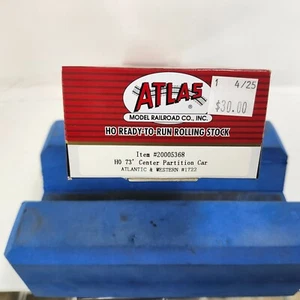 1 4/25
$30.00
ATLAS
MODEL RAILROAD CO., INC.
HO READY-TO-RUN ROLLING STOCK
Item #20005368
HO 73' Center Partition Car
ATLANTIC & WESTERN #1722